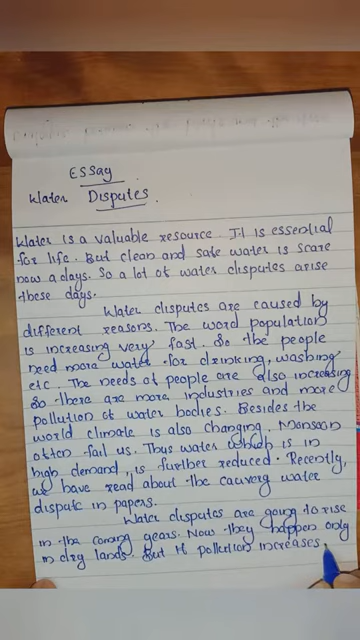 Essay
Water Disputes.
Water is a valuable resource. It is essential
for life. But clean and safe water is scare
now a days. So a lot of water disputes arise
these days.
Water disputes are caused by
different reasons. The word population
is increasing very fast. So the people
need more water for drinking, washing
etc. The needs of people are also increasing
So there are more industries and more
pollution of water bodies. Besides the
world climate is also changing. Monsoon
often fail us. Thus water which is in
high demand, is further reduced. Recently,
we have read about the cauvery water
dispute in papers.
Water disputes are going to rise
in the coming years. Now they happen only
in dry lands. But if pollution increases,